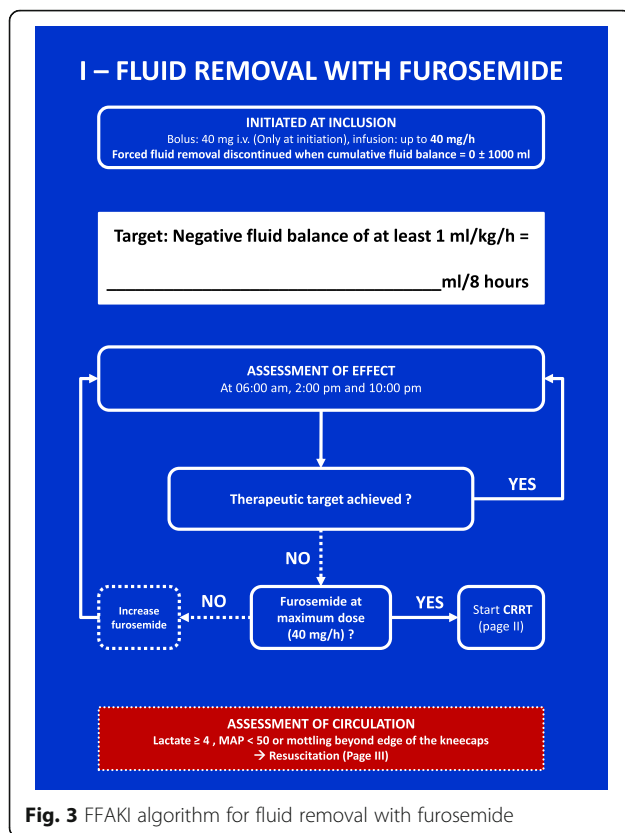 I – FLUID REMOVAL WITH FUROSEMIDE
INITIATED AT INCLUSION
Bolus: 40 mg i.v. (Only at initiation), infusion: up to 40 mg/h
Forced fluid removal discontinued when cumulative fluid balance = 0 ± 1000 ml
Target: Negative fluid balance of at least 1 ml/kg/h =
___________________________________ml/8 hours
ASSESSMENT OF EFFECT
At 06:00 am, 2:00 pm and 10:00 pm
Therapeutic target achieved ?
YES
NO
Increase
furosemide
NO
Furosemide at
maximum dose
(40 mg/h) ?
YES
Start CRRT
(page II)
ASSESSMENT OF CIRCULATION
Lactate ≥ 4 , MAP < 50 or mottling beyond edge of the kneecaps
→ Resuscitation (Page III)
Fig. 3 FFAKI algorithm for fluid removal with furosemide